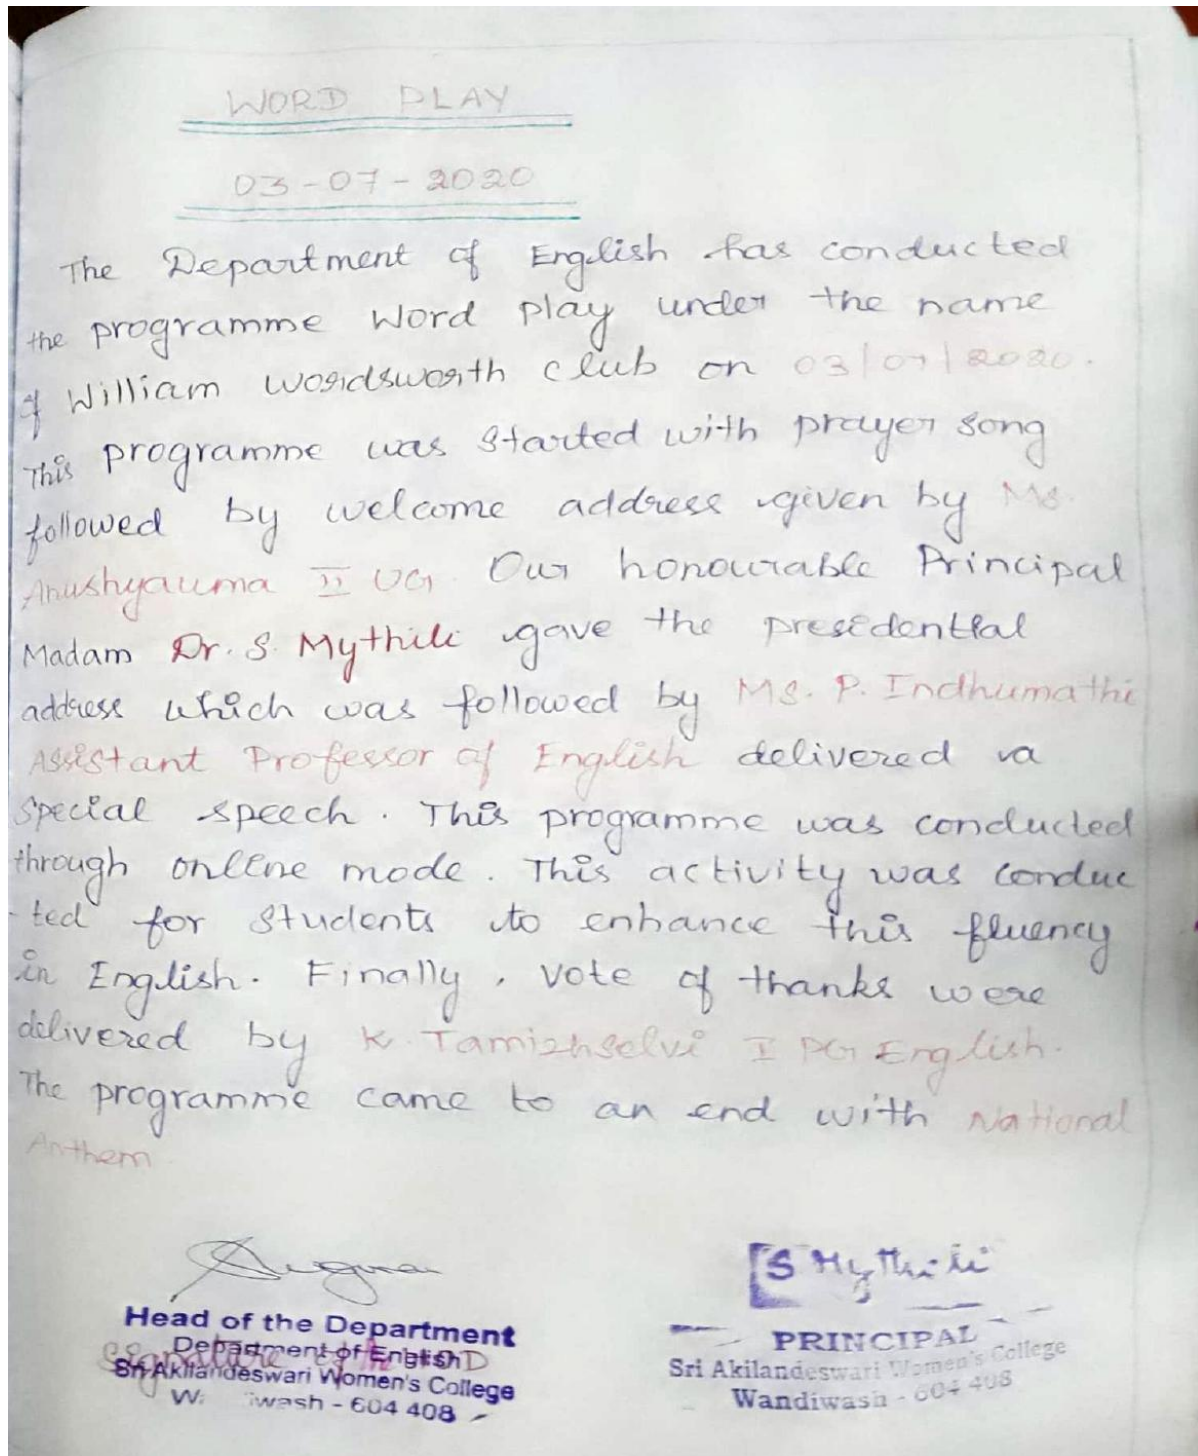 WORD PLAY
03-07-2020
The Department of English has conducted
the programme Word play under the name
of William Wordsworth club on 03/07/2020.
This programme was started with prayer song
followed by welcome address given by Ms.
Anushyauma II UG. Our honourable Principal
Madam Dr. S. Mythili gave the presidential
address which was followed by Ms. P. Indhumathi
Assistant Professor of English delivered a
Special speech. This programme was conducted
through online mode. This activity was conduc
-ted for students to enhance this fluency
in English. Finally, vote of thanks were
delivered by K. Tamizhselvi I PG English.
The programme came to an end with National
Anthem.
S Mythili
Head of the Department
Department of English
Signature of the HOD
Sri Akilandeswari Women's College
Wandiwash - 604 408
PRINCIPAL
Sri Akilandeswari Women's College
Wandiwash - 604 408